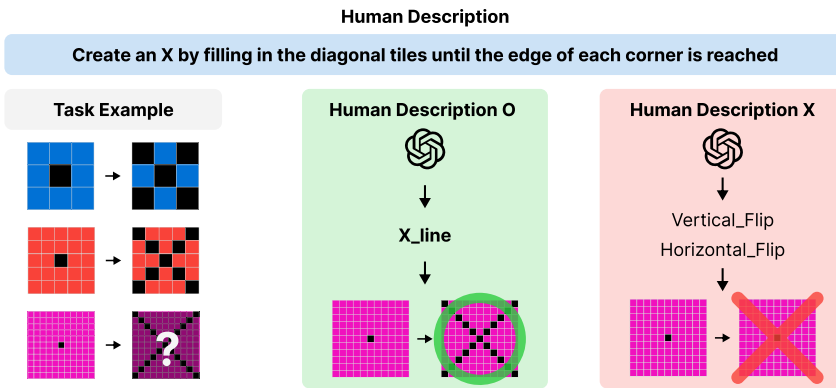 Human Description
Create an X by filling in the diagonal tiles until the edge of each corner is reached
Task Example
?
Human Description O
X_line
Human Description X
Vertical_Flip
Horizontal_Flip